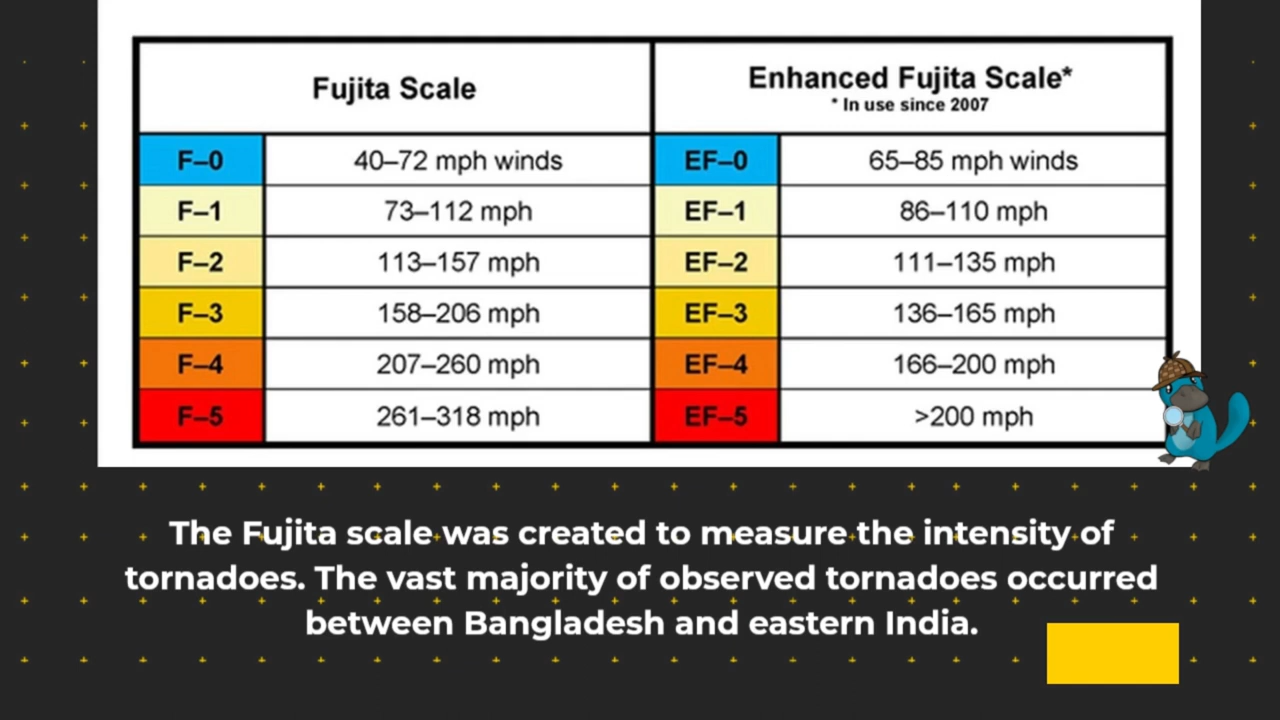 Fujita Scale
Enhanced Fujita Scale*
* In use since 2007
F–0 40–72 mph winds EF–0 65–85 mph winds
F–1 73–112 mph EF–1 86–110 mph
F–2 113–157 mph EF–2 111–135 mph
F–3 158–206 mph EF–3 136–165 mph
F–4 207–260 mph EF–4 166–200 mph
F–5 261–318 mph EF–5 >200 mph
The Fujita scale was created to measure the intensity of
tornadoes. The vast majority of observed tornadoes occurred
between Bangladesh and eastern India.